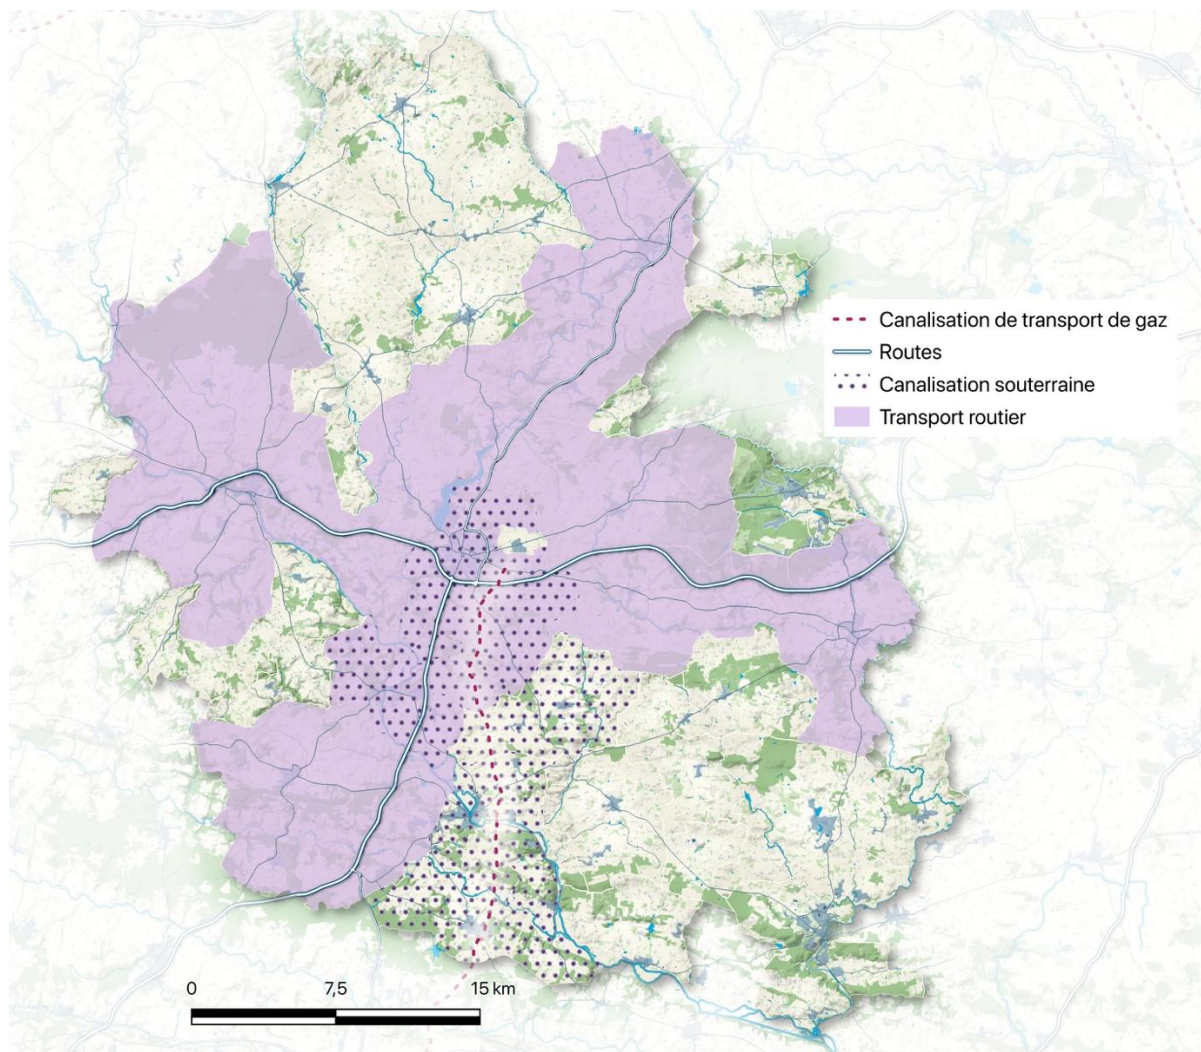 Canalisation de transport de gaz
Routes
Canalisation souterraine
Transport routier
0 7,5 15 km